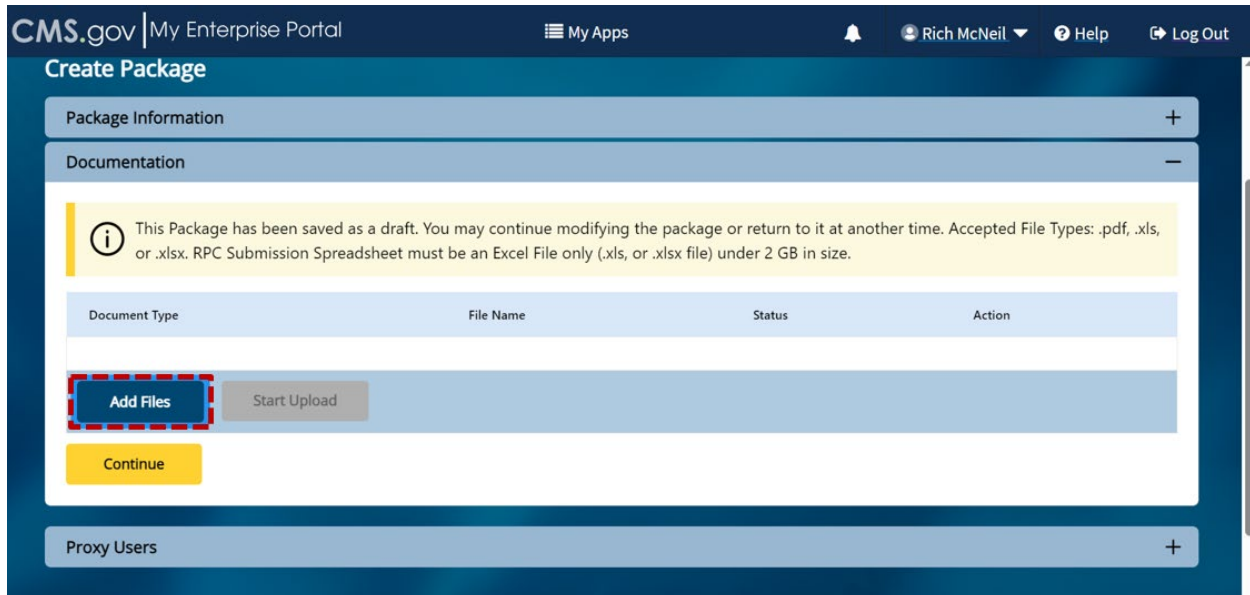 CMS.gov My Enterprise Portal My Apps Rich McNeil Help Log Out
Create Package
Package Information
Documentation
This Package has been saved as a draft. You may continue modifying the package or return to it at another time. Accepted File Types: .pdf, .xls,
or .xlsx. RPC Submission Spreadsheet must be an Excel File only (.xls, or .xlsx file) under 2 GB in size.
Document Type File Name Status Action
Add Files Start Upload
Continue
Proxy Users